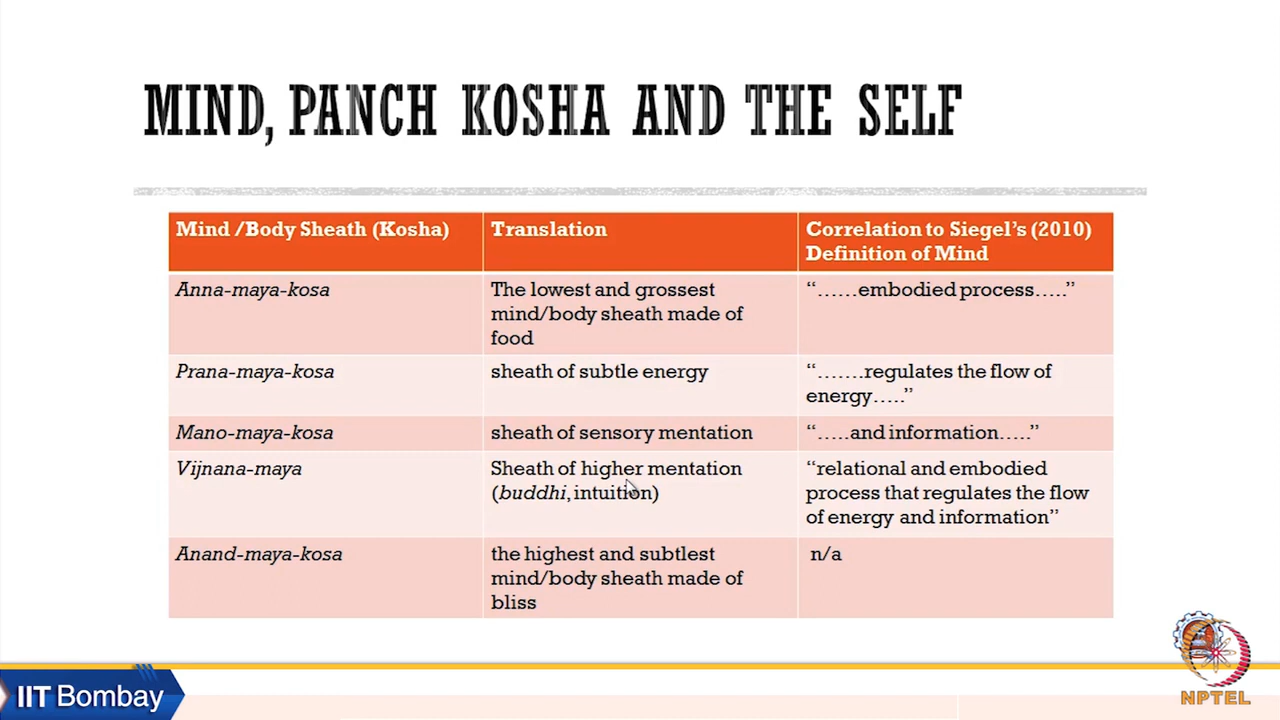 MIND, PANCH KOSHA AND THE SELF
Mind /Body Sheath (Kosha)
Translation
Correlation to Siegel's (2010)
Definition of Mind
Anna-maya-kosa
The lowest and grossest
mind/body sheath made of
food
“……embodied process…..”
Prana-maya-kosa
sheath of subtle energy
“…….regulates the flow of
energy…..”
Mano-maya-kosa
sheath of sensory mentation
“…..and information…..”
Vijnana-maya
Sheath of higher mentation
(buddhi, intuition)
“relational and embodied
process that regulates the flow
of energy and information”
Anand-maya-kosa
the highest and subtlest
mind/body sheath made of
bliss
n/a
IIT Bombay
NPTEL